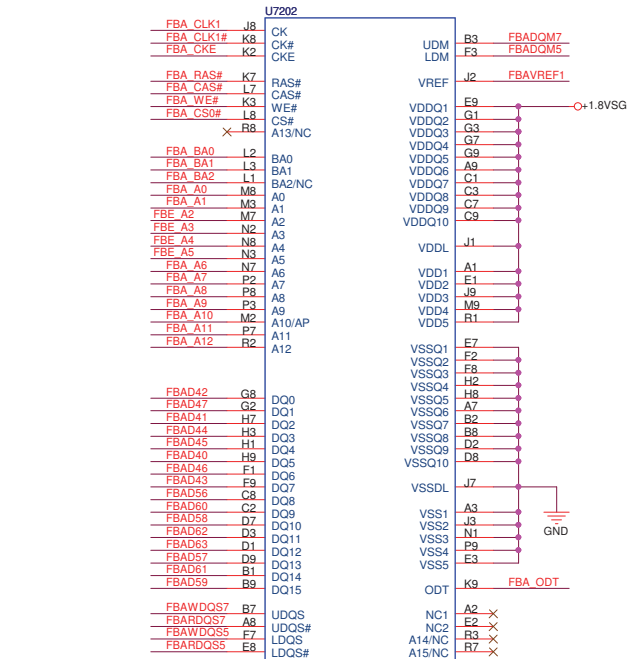 U7202
FBA_CLK1 J8 CK
FBA_CLK1# K8 CK#
FBA_CKE K2 CKE
FBA_RAS# K7 RAS#
FBA_CAS# L7 CAS#
FBA_WE# K3 WE#
FBA_CS0# L8 CS#
R8 A13/NC
FBA_BA0 L2 BA0
FBA_BA1 L3 BA1
FBA_BA2 L1 BA2/NC
FBA_A0 M8 A0
FBA_A1 M3 A1
FBE_A2 M7 A2
FBE_A3 N2 A3
FBE_A4 N8 A4
FBE_A5 N3 A5
FBA_A6 N7 A6
FBA_A7 P2 A7
FBA_A8 P8 A8
FBA_A9 P3 A9
FBA_A10 M2 A10/AP
FBA_A11 P7 A11
FBA_A12 R2 A12
FBAD42 G8 DQ0
FBAD47 G2 DQ1
FBAD41 H7 DQ2
FBAD44 H3 DQ3
FBAD45 H1 DQ4
FBAD40 H9 DQ5
FBAD46 F1 DQ6
FBAD43 F9 DQ7
FBAD56 C8 DQ8
FBAD60 C2 DQ9
FBAD58 D7 DQ10
FBAD62 D3 DQ11
FBAD63 D1 DQ12
FBAD57 D9 DQ13
FBAD61 B1 DQ14
FBAD59 B9 DQ15
FBAWDQS7 B7 UDQS
FBARDQS7 A8 UDQS#
FBAWDQS5 F7 LDQS
FBARDQS5 E8 LDQS#
UDM B3 FBADQM7
LDM F3 FBADQM5
VREF J2 FBAVREF1
VDDQ1 E9 +1.8VSG
VDDQ2 G1
VDDQ3 G3
VDDQ4 G7
VDDQ5 G9
VDDQ6 A9
VDDQ7 C1
VDDQ8 C3
VDDQ9 C7
VDDQ10 C9
VDDL J1
VDD1 A1
VDD2 E1
VDD3 J9
VDD4 M9
VDD5 R1
VSSQ1 E7
VSSQ2 F2
VSSQ3 F8
VSSQ4 H2
VSSQ5 H8
VSSQ6 A7
VSSQ7 B2
VSSQ8 B8
VSSQ9 D2
VSSQ10 D8
VSSDL J7
VSS1 A3
VSS2 J3
VSS3 N1
VSS4 P9
VSS5 E3
GND
ODT K9 FBA_ODT
NC1 A2
NC2 E2
A14/NC R3
A15/NC R7